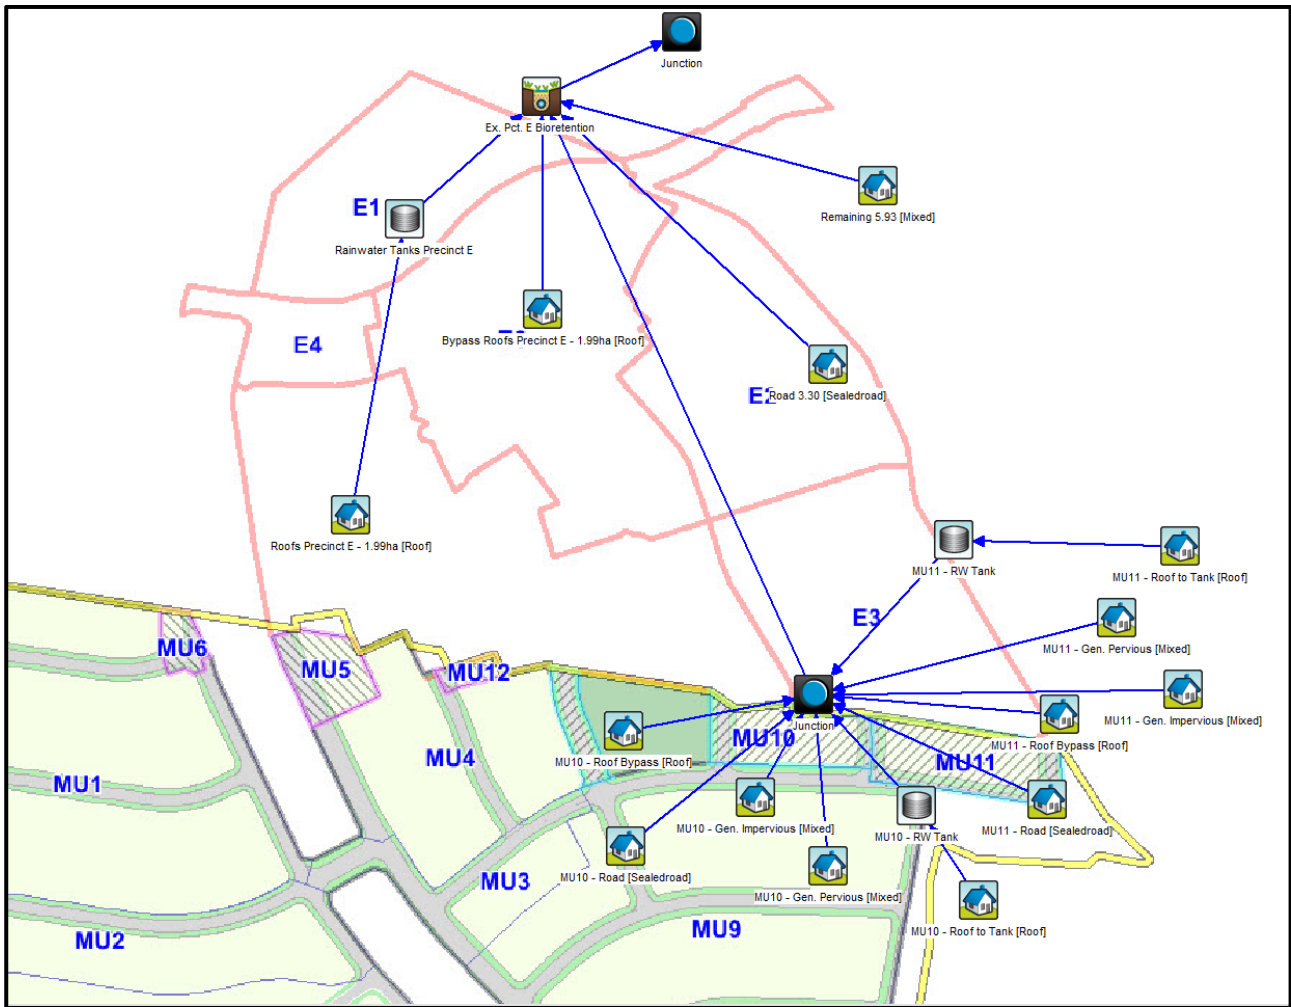 Junction
Ex. Pct. E Bioretention
Remaining 5.93 [Mixed]
E1
Rainwater Tanks Precinct E
Bypass Roofs Precinct E - 1.99ha [Roof]
E4
Road 3.30 [Sealedroad]
Roofs Precinct E - 1.99ha [Roof]
MU11 - RW Tank
MU11 - Roof to Tank [Roof]
E3
MU11 - Gen. Pervious [Mixed]
MU6
MU5
MU12
MU11 - Gen. Impervious [Mixed]
Junction
MU10
MU11 - Roof Bypass [Roof]
MU4
MU10 - Roof Bypass [Roof]
MU11
MU1
MU10 - Gen. Impervious [Mixed]
MU10 - RW Tank
MU11 - Road [Sealedroad]
MU3
MU10 - Road [Sealedroad]
MU10 - Gen. Pervious [Mixed]
MU2
MU9
MU10 - Roof to Tank [Roof]